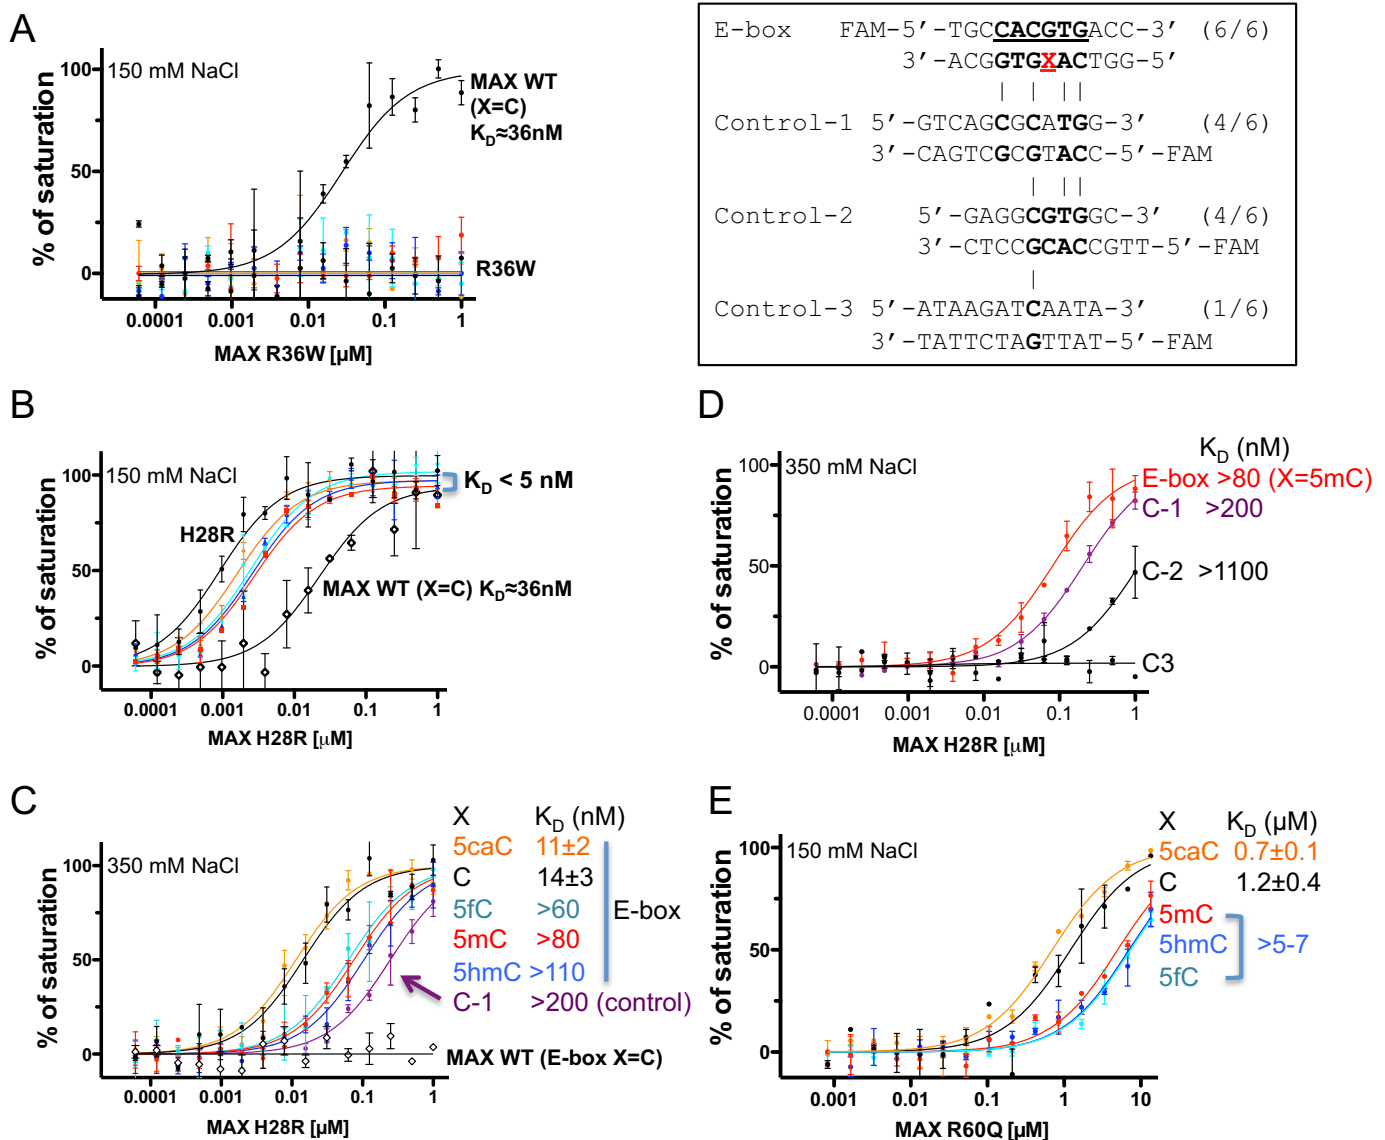 A
% of saturation
100
50
0
150 mM NaCl
MAX WT
(X=C)
KD≈36nM
R36W
0.0001 0.001 0.01 0.1 1
MAX R36W [µM]
E-box FAM-5’-TGCCACGTGACC-3’ (6/6)
3’-ACGGTGXACTGG-5’
| | | |
Control-1 5’-GTCAGCGCATGG-3’ (4/6)
3’-CAGTCGCGTACC-5’-FAM
| | |
Control-2 5’-GAGGCGTGGC-3’ (4/6)
3’-CTCCGCACCGTT-5’-FAM
|
Control-3 5’-ATAAGATCAATA-3’ (1/6)
3’-TATTCTAGTTAT-5’-FAM
B
% of saturation
100
50
0
150 mM NaCl
KD < 5 nM
H28R
MAX WT (X=C) KD≈36nM
0.0001 0.001 0.01 0.1 1
MAX H28R [µM]
D
% of saturation
100
50
0
350 mM NaCl
KD (nM)
E-box >80 (X=5mC)
C-1 >200
C-2 >1100
C3
0.0001 0.001 0.01 0.1 1
MAX H28R [µM]
C
% of saturation
100
50
0
350 mM NaCl
X KD (nM)
5caC 11±2
C 14±3
5fC >60
5mC >80
5hmC >110
E-box
C-1 >200 (control)
MAX WT (E-box X=C)
0.0001 0.001 0.01 0.1 1
MAX H28R [µM]
E
% of saturation
100
50
0
150 mM NaCl
X KD (µM)
5caC 0.7±0.1
C 1.2±0.4
5mC
5hmC >5-7
5fC
0.001 0.01 0.1 1 10
MAX R60Q [µM]